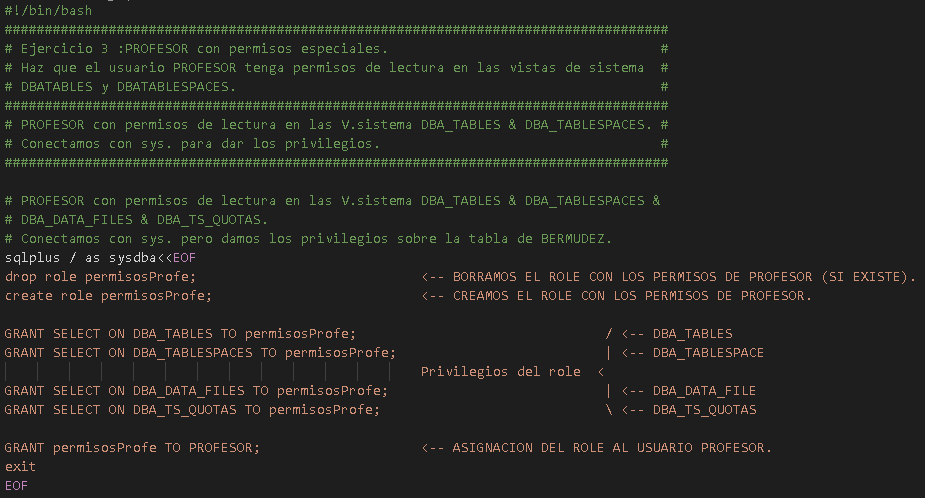 #!/bin/bash
###################################################################################
# Ejercicio 3 :PROFESOR con permisos especiales.                                  #
# Haz que el usuario PROFESOR tenga permisos de lectura en las vistas de sistema  #
# DBATABLES y DBATABLESPACES.                                                     #
###################################################################################
# PROFESOR con permisos de lectura en las V.sistema DBA_TABLES & DBA_TABLESPACES. #
# Conectamos con sys. para dar los privilegios.                                   #
###################################################################################
# PROFESOR con permisos de lectura en las V.sistema DBA_TABLES & DBA_TABLESPACES &
# DBA_DATA_FILES & DBA_TS_QUOTAS.
# Conectamos con sys. pero damos los privilegios sobre la tabla de BERMUDEZ.
sqlplus / as sysdba<<EOF
drop role permisosProfe;                            <-- BORRAMOS EL ROLE CON LOS PERMISOS DE PROFESOR (SI EXISTE).
create role permisosProfe;                          <-- CREAMOS EL ROLE CON LOS PERMISOS DE PROFESOR.
GRANT SELECT ON DBA_TABLES TO permisosProfe;                               / <-- DBA_TABLES
GRANT SELECT ON DBA_TABLESPACES TO permisosProfe;                          | <-- DBA_TABLESPACE
                                                    Privilegios del role  <
GRANT SELECT ON DBA_DATA_FILES TO permisosProfe;                           | <-- DBA_DATA_FILE
GRANT SELECT ON DBA_TS_QUOTAS TO permisosProfe;                            \ <-- DBA_TS_QUOTAS
GRANT permisosProfe TO PROFESOR;                    <-- ASIGNACION DEL ROLE AL USUARIO PROFESOR.
exit
EOF